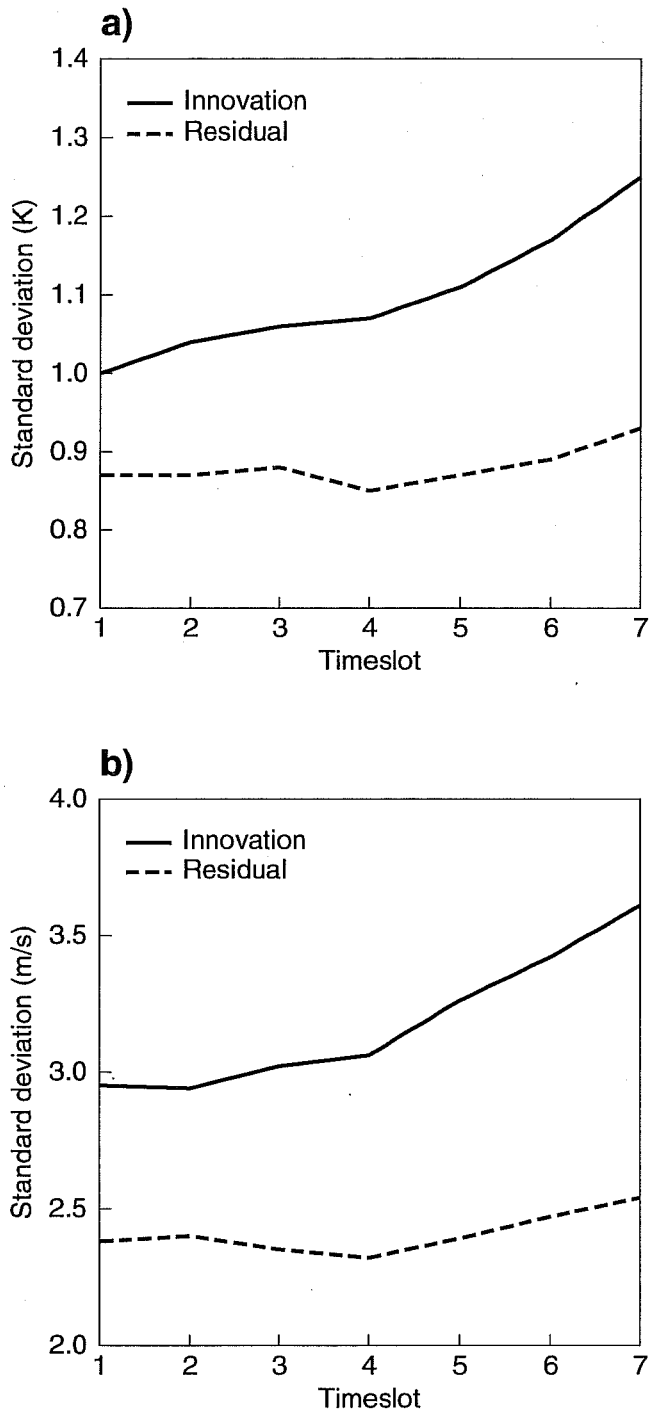 a)
1.4
1.3
1.2
1.1
1.0
0.9
0.8
0.7
Standard deviation (K)
Innovation
Residual
1 2 3 4 5 6 7
Timeslot
b)
4.0
3.5
3.0
2.5
2.0
Standard deviation (m/s)
Innovation
Residual
1 2 3 4 5 6 7
Timeslot